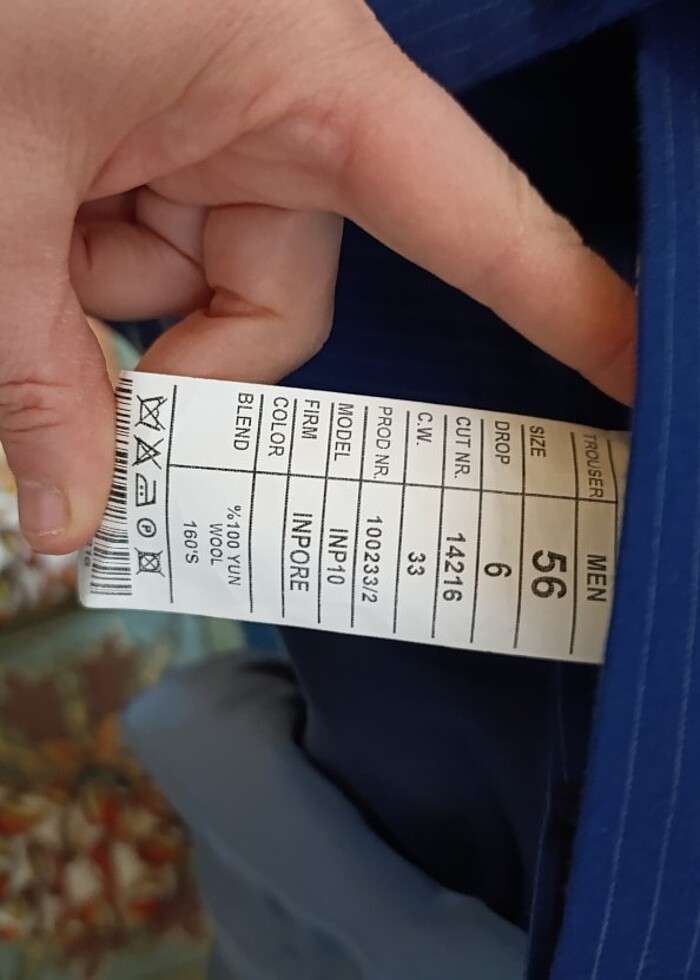 TROUSER MEN
SIZE 56
DROP 6
CUT NR. 14216
C.W. 33
PROD NR. 100233/2
MODEL INP10
FIRM INPORE
COLOR
BLEND %100 YUN
WOOL
160'S
P